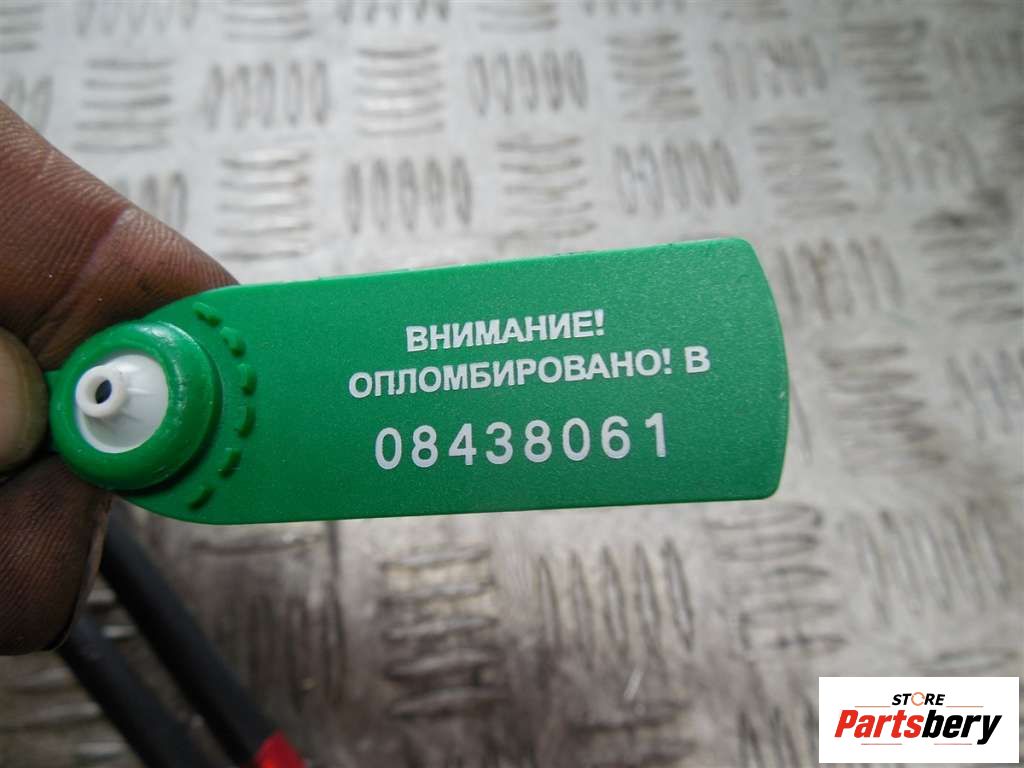 ВНИМАНИЕ!
ОПЛОМБИРОВАНО! В
08438061
STORE
Partsbery